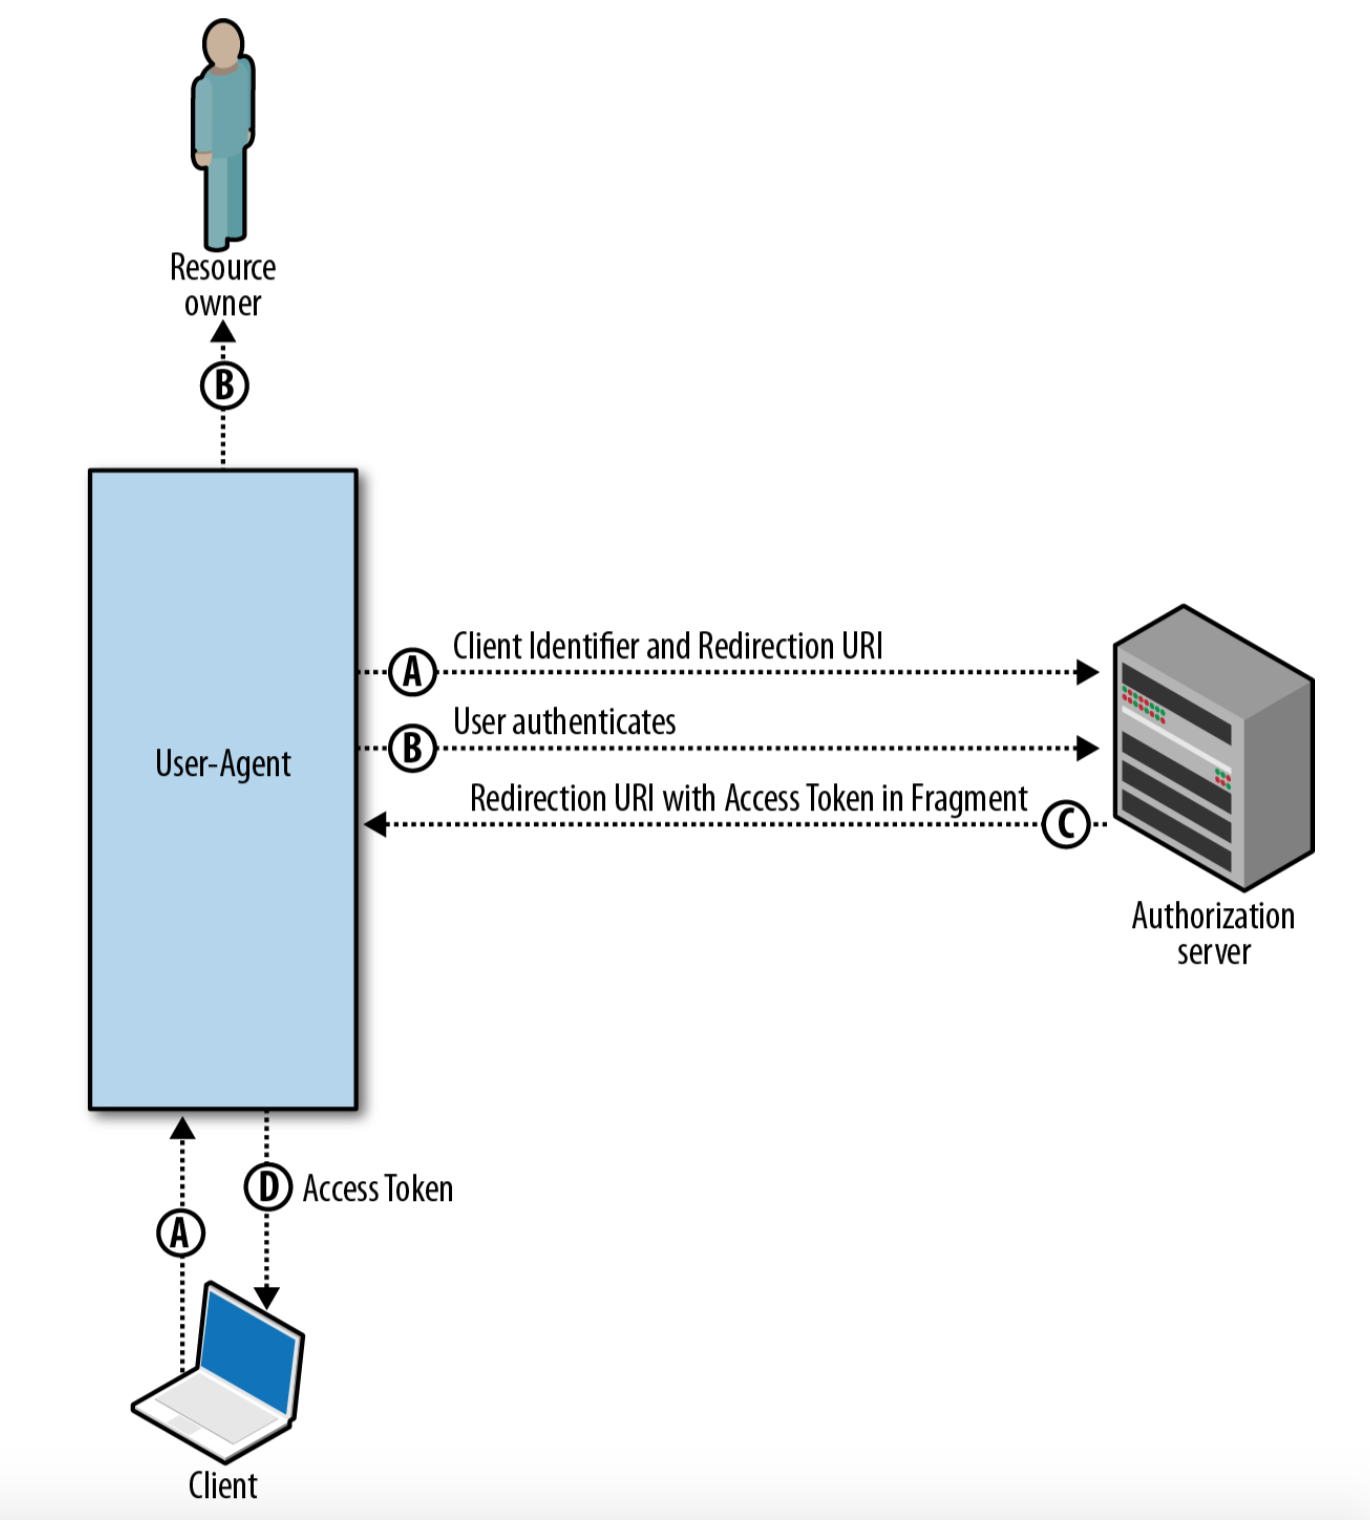 Resource
owner
B
Client Identifier and Redirection URI
A
User authenticates
B
User-Agent
Redirection URI with Access Token in Fragment
C
Authorization
server
D Access Token
A
Client